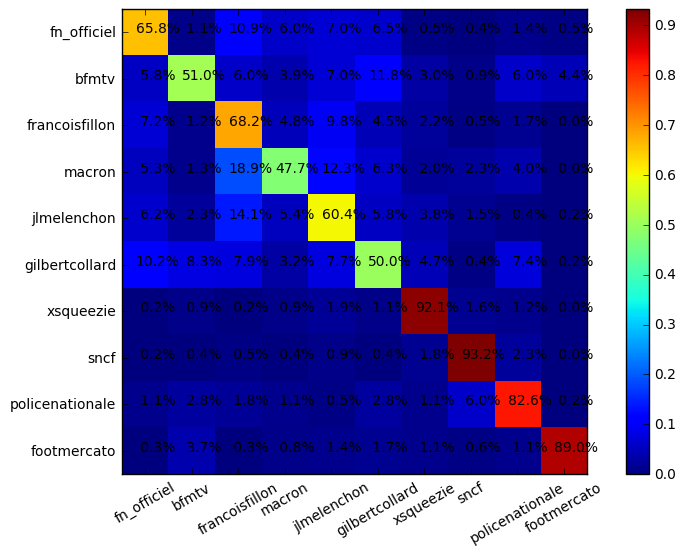 fn_officiel 65.8% 1.1% 10.9% 6.0% 7.0% 6.5% 0.5% 0.4% 1.4% 0.5%
bfmtv 5.8% 51.0% 6.0% 3.9% 7.0% 11.8% 3.0% 0.9% 6.0% 4.4%
francoisfillon 7.2% 1.2% 68.2% 4.8% 9.8% 4.5% 2.2% 0.5% 1.7% 0.0%
macron 5.3% 1.3% 18.9% 47.7% 12.3% 6.3% 2.0% 2.3% 4.0% 0.0%
jlmelenchon 6.2% 2.3% 14.1% 5.4% 60.4% 5.8% 3.8% 1.5% 0.4% 0.2%
gilbertcollard 10.2% 8.3% 7.9% 3.2% 7.7% 50.0% 4.7% 0.4% 7.4% 0.2%
xsqueezie 0.2% 0.9% 0.2% 0.9% 1.9% 1.1% 92.1% 1.6% 1.2% 0.0%
sncf 0.2% 0.4% 0.5% 0.4% 0.9% 0.4% 1.8% 93.2% 2.3% 0.0%
policenationale 1.1% 2.8% 1.8% 1.1% 0.5% 2.8% 1.1% 6.0% 82.6% 0.2%
footmercato 0.3% 3.7% 0.3% 0.8% 1.4% 1.7% 1.1% 0.6% 1.1% 89.0%
fn_officiel bfmtv francoisfillon macron jlmelenchon gilbertcollard xsqueezie sncf policenationale footmercato
0.9
0.8
0.7
0.6
0.5
0.4
0.3
0.2
0.1
0.0